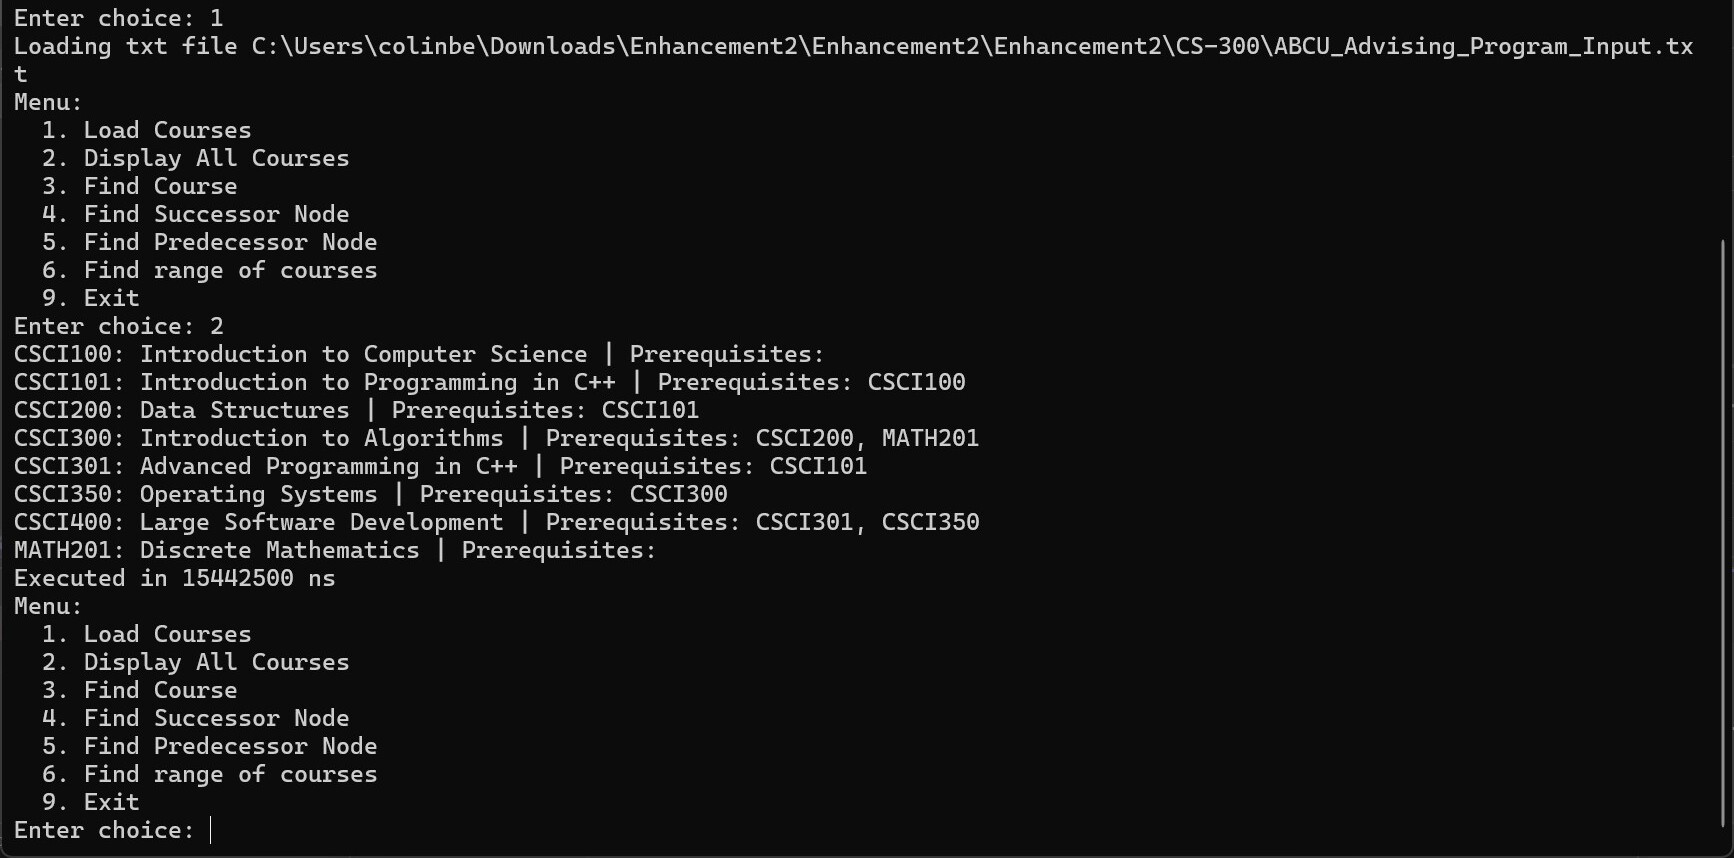 Enter choice: 1
Loading txt file C:\Users\colinbe\Downloads\Enhancement2\Enhancement2\Enhancement2\CS-300\ABCU_Advising_Program_Input.tx
t
Menu:
  1. Load Courses
  2. Display All Courses
  3. Find Course
  4. Find Successor Node
  5. Find Predecessor Node
  6. Find range of courses
  9. Exit
Enter choice: 2
CSCI100: Introduction to Computer Science | Prerequisites:
CSCI101: Introduction to Programming in C++ | Prerequisites: CSCI100
CSCI200: Data Structures | Prerequisites: CSCI101
CSCI300: Introduction to Algorithms | Prerequisites: CSCI200, MATH201
CSCI301: Advanced Programming in C++ | Prerequisites: CSCI101
CSCI350: Operating Systems | Prerequisites: CSCI300
CSCI400: Large Software Development | Prerequisites: CSCI301, CSCI350
MATH201: Discrete Mathematics | Prerequisites:
Executed in 15442500 ns
Menu:
  1. Load Courses
  2. Display All Courses
  3. Find Course
  4. Find Successor Node
  5. Find Predecessor Node
  6. Find range of courses
  9. Exit
Enter choice: